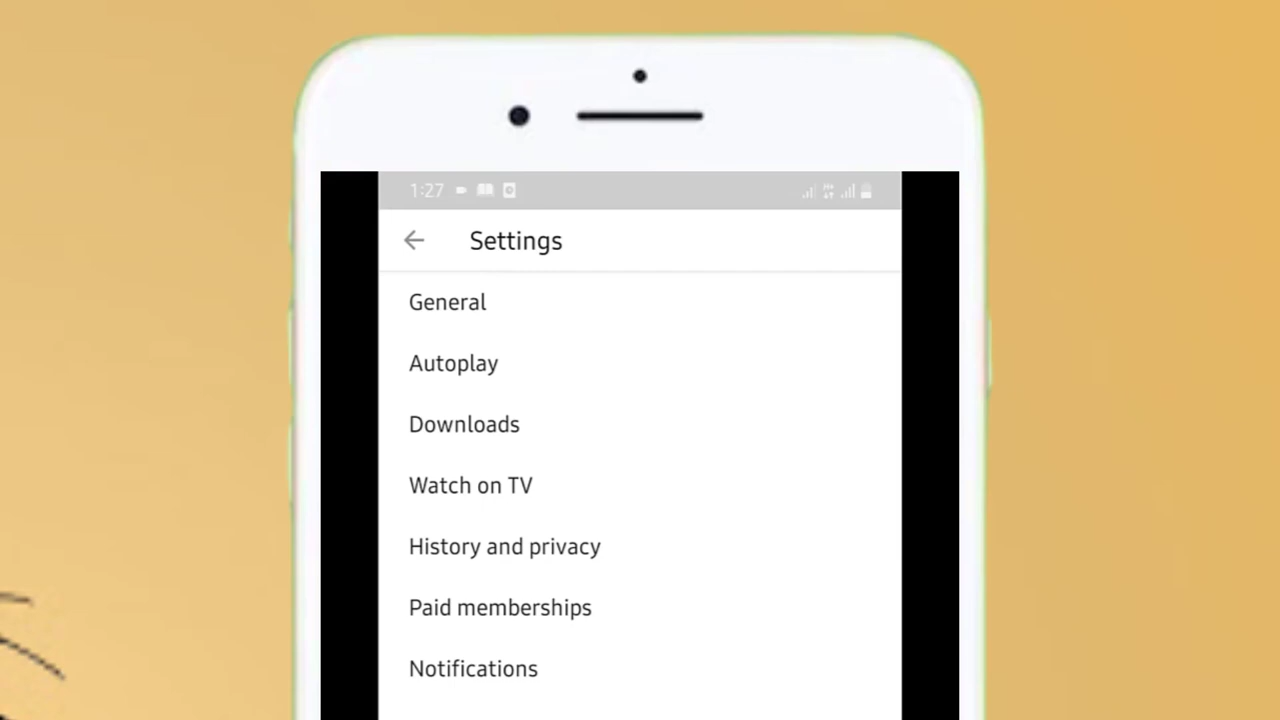 1:27
Settings
General
Autoplay
Downloads
Watch on TV
History and privacy
Paid memberships
Notifications